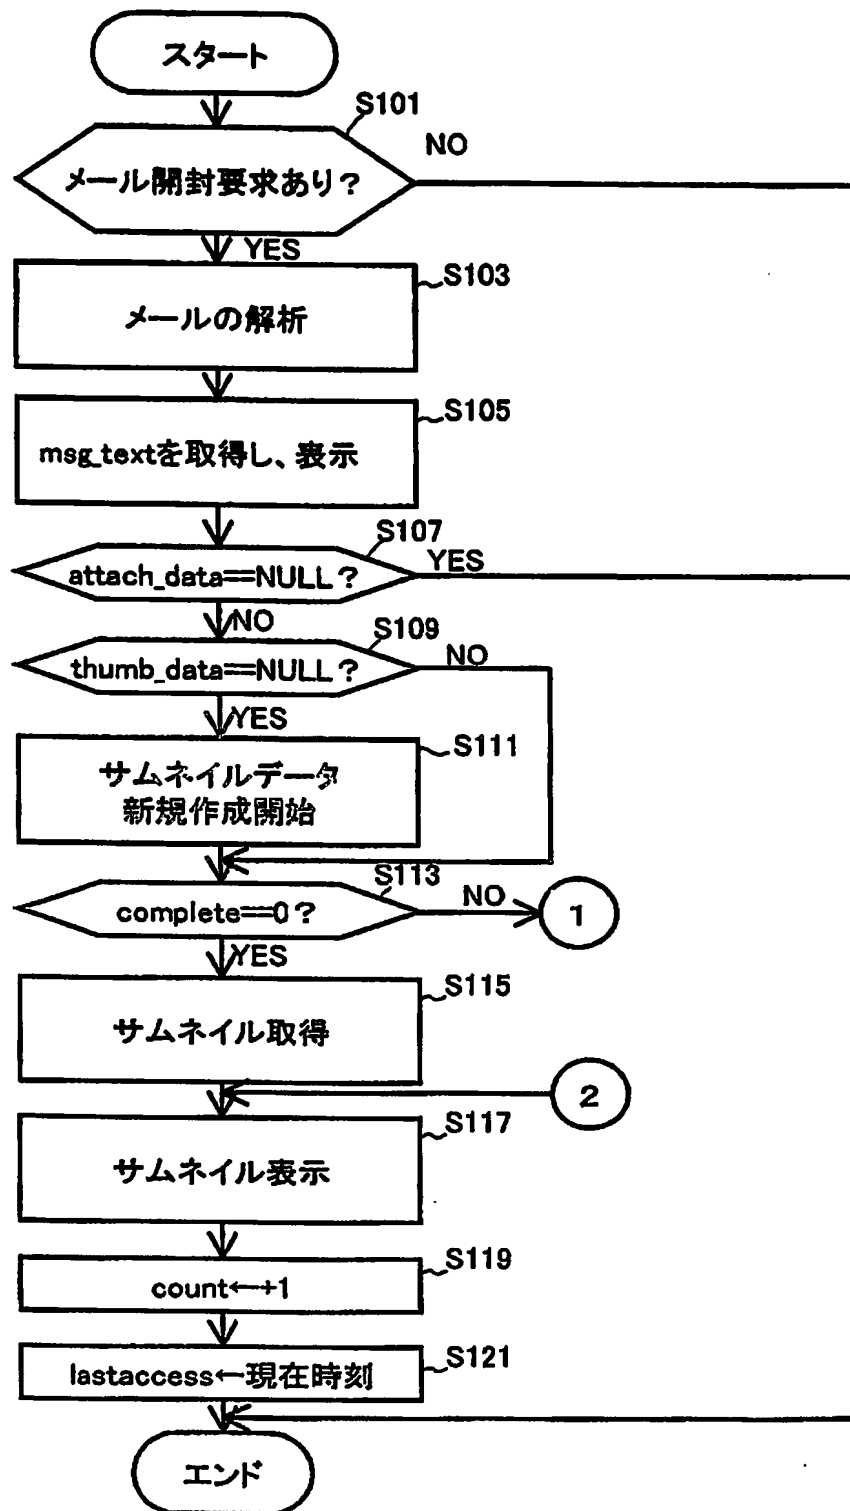 スタート
S101
NO
メール開封要求あり？
YES
S103
メールの解析
S105
msg_textを取得し、表示
S107
attach_data==NULL？
YES
NO
S109
thumb_data==NULL？
NO
YES
S111
サムネイルデータ
新規作成開始
S113
complete==0？
NO
1
YES
S115
サムネイル取得
2
S117
サムネイル表示
S119
count←+1
S121
lastaccess←現在時刻
エンド